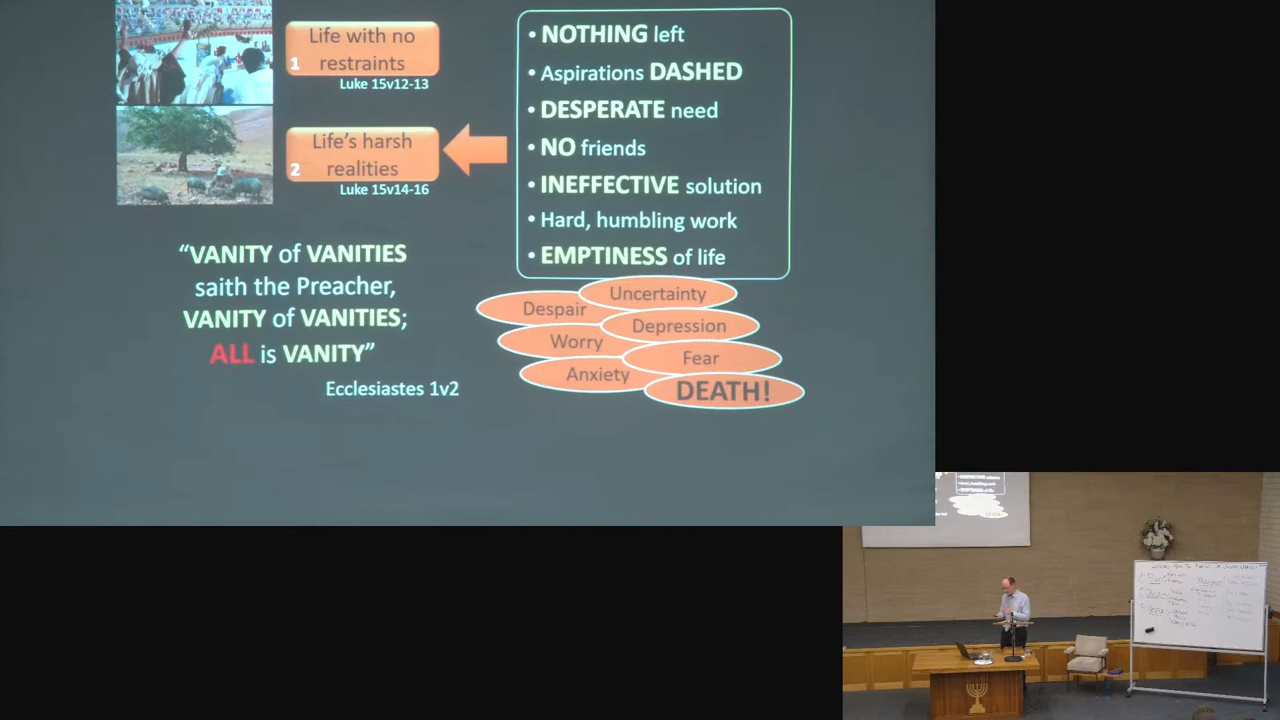 Life with no
1 restraints
Luke 15v12-13
Life's harsh
2 realities
Luke 15v14-16
• NOTHING left
• Aspirations DASHED
• DESPERATE need
• NO friends
• INEFFECTIVE solution
• Hard, humbling work
• EMPTINESS of life
Uncertainty
Despair
Depression
Worry
Fear
Anxiety
DEATH!
“VANITY of VANITIES
saith the Preacher,
VANITY of VANITIES;
ALL is VANITY”
Ecclesiastes 1v2